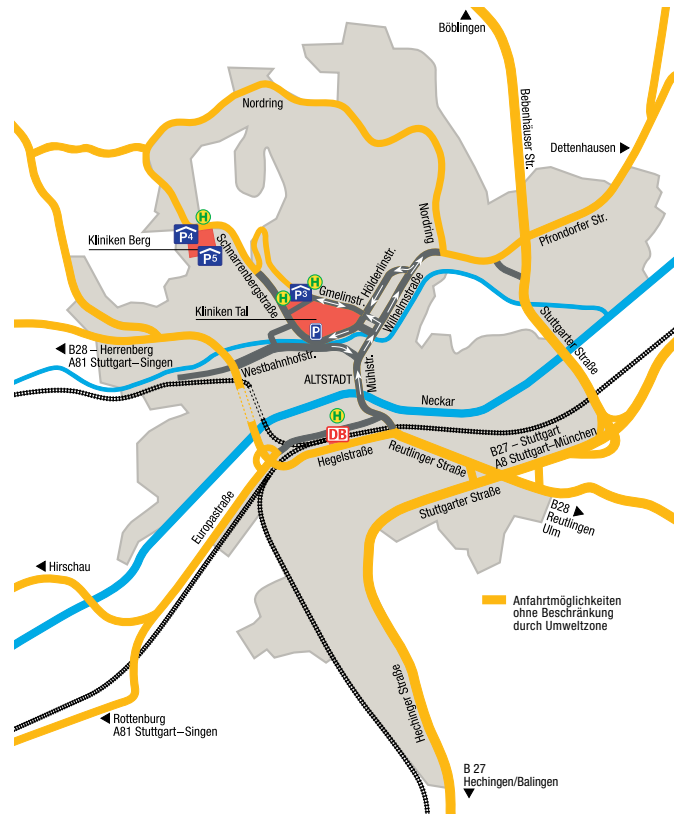 Böblingen
Nordring
Bebenhäuser Str.
Dettenhausen
H
P4
Kliniken Berg
P5
Schnarrenbergstraße
Nordring
Pfrondorfer Str.
Hölderlinstr.
H
P3
Gmelinstr.
H
Wilhelmstraße
Kliniken Tal
P
Stuttgarter Straße
B28 – Herrenberg
A81 Stuttgart–Singen
Westbahnhofstr.
Mühlstr.
ALTSTADT
Neckar
H
DB
Hegelstraße
Reutlinger Straße
B27 – Stuttgart
A8 Stuttgart–München
Stuttgarter Straße
Europastraße
B28
Reutlingen
Ulm
Hirschau
Anfahrtmöglichkeiten
ohne Beschränkung
durch Umweltzone
Hechinger Straße
Rottenburg
A81 Stuttgart–Singen
B 27
Hechingen/Balingen